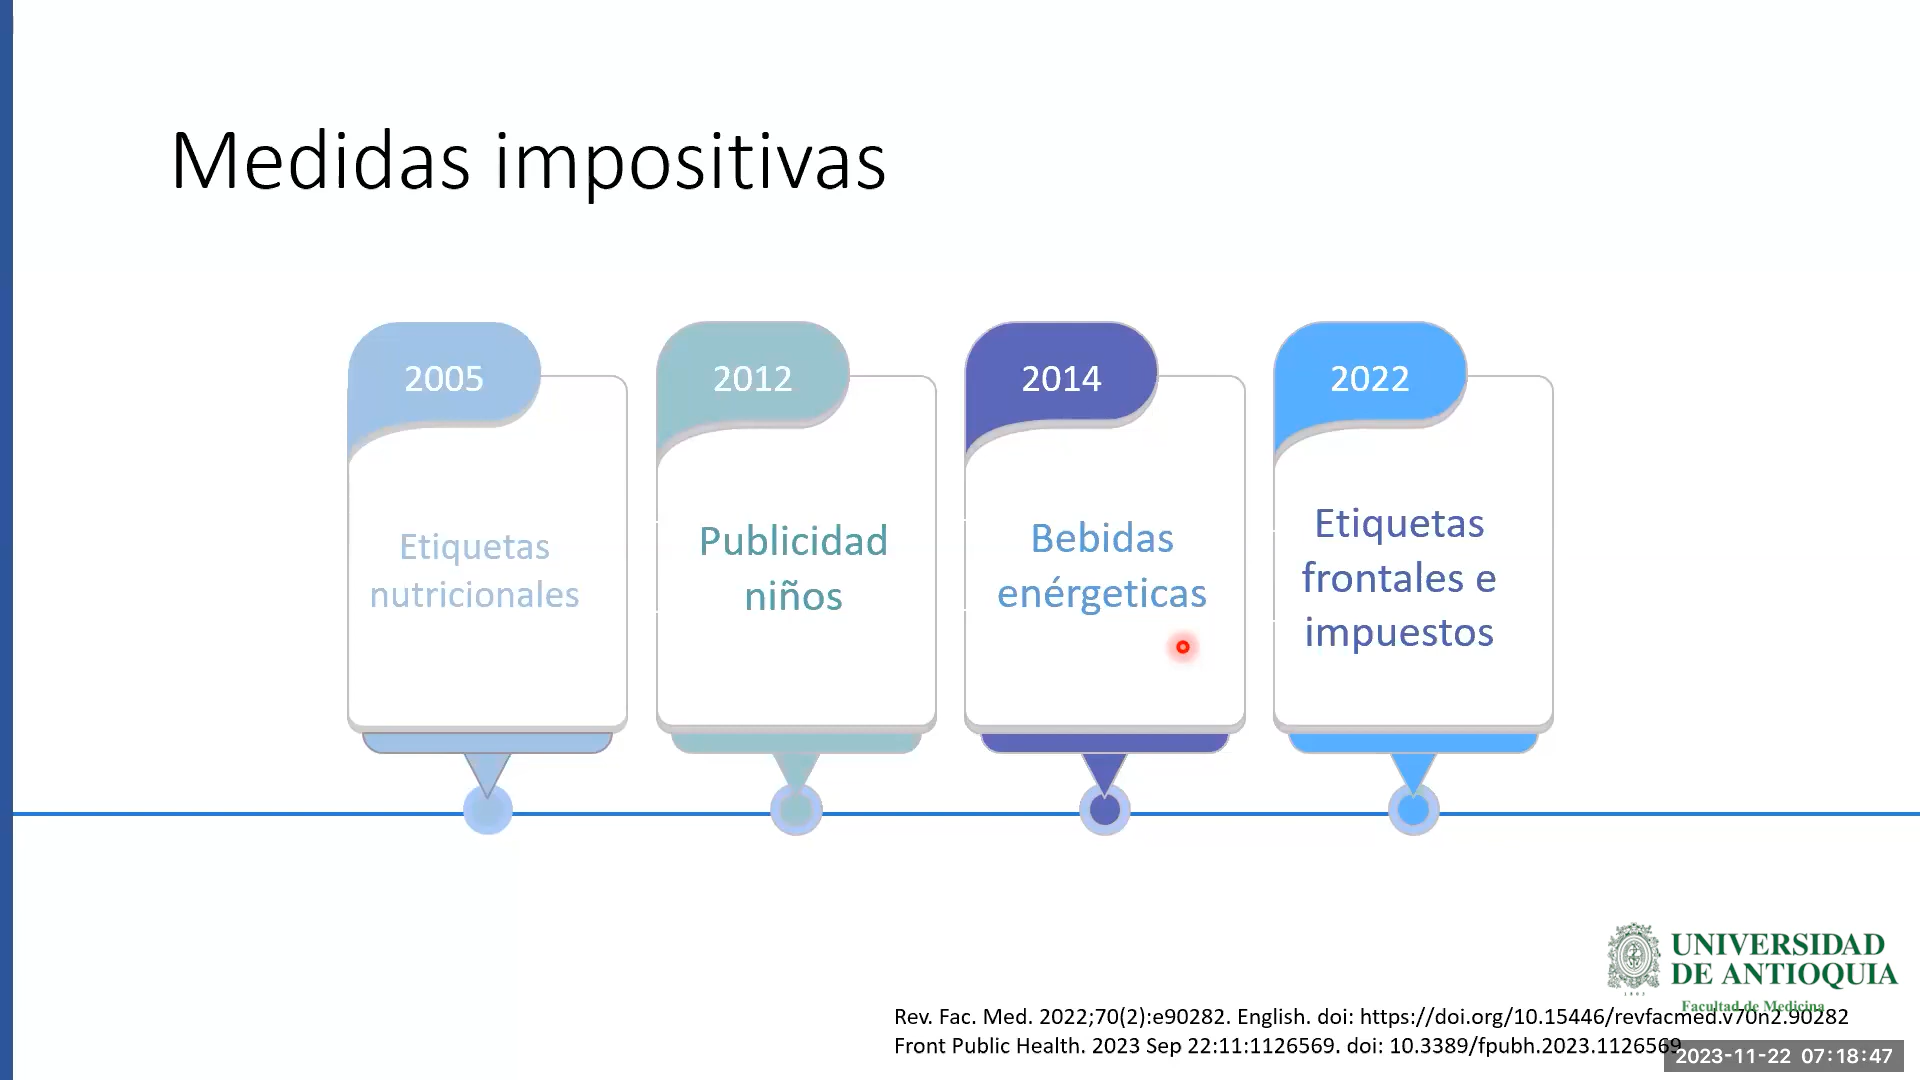 Medidas impositivas
2005
2012
2014
2022
Etiquetas
nutricionales
Publicidad
niños
Bebidas
enérgeticas
Etiquetas
frontales e
impuestos
UNIVERSIDAD
DE ANTIOQUIA
1803
Facultad de Medicina
Rev. Fac. Med. 2022;70(2):e90282. English. doi: https://doi.org/10.15446/revfacmed.v70n2.90282
Front Public Health. 2023 Sep 22:11:1126569. doi: 10.3389/fpubh.2023.1126569
2023-11-22 07:18:47